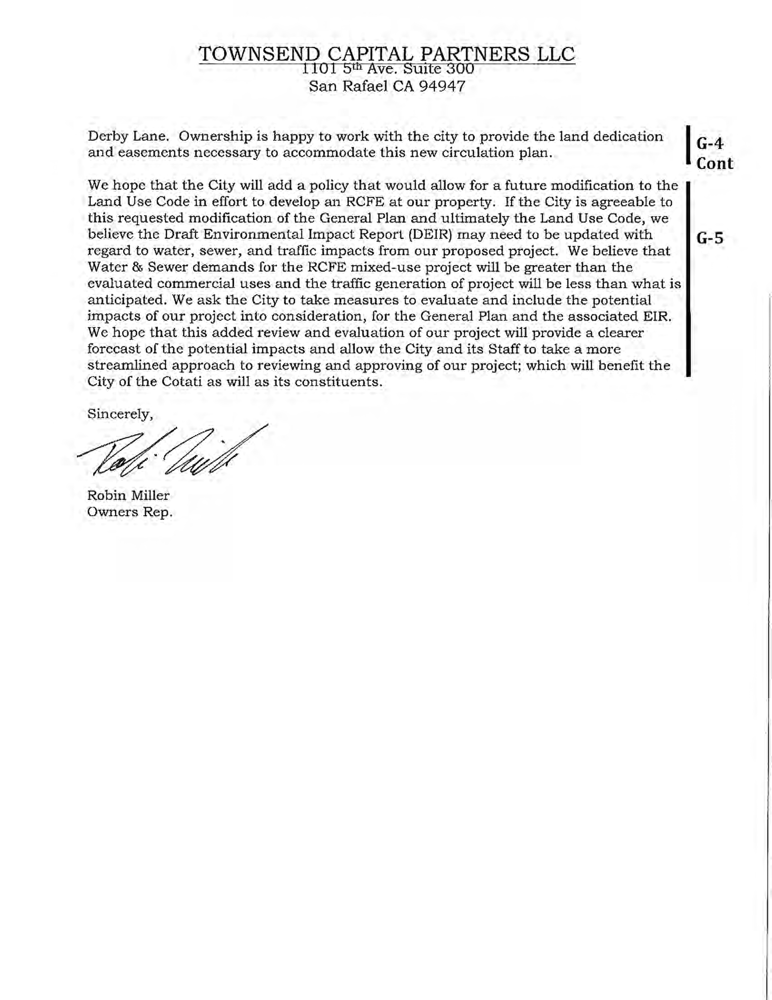 TOWNSEND CAPITAL PARTNERS LLC
1101 5th Ave. Suite 300
San Rafael CA 94947
Derby Lane.  Ownership is happy to work with the city to provide the land dedication
and easements necessary to accommodate this new circulation plan.
G-4
Cont
We hope that the City will add a policy that would allow for a future modification to the
Land Use Code in effort to develop an RCFE at our property.  If the City is agreeable to
this requested modification of the General Plan and ultimately the Land Use Code, we
believe the Draft Environmental Impact Report (DEIR) may need to be updated with
regard to water, sewer, and traffic impacts from our proposed project.  We believe that
Water & Sewer demands for the RCFE mixed-use project will be greater than the
evaluated commercial uses and the traffic generation of project will be less than what is
anticipated. We ask the City to take measures to evaluate and include the potential
impacts of our project into consideration, for the General Plan and the associated EIR.
We hope that this added review and evaluation of our project will provide a clearer
forecast of the potential impacts and allow the City and its Staff to take a more
streamlined approach to reviewing and approving of our project; which will benefit the
City of the Cotati as will as its constituents.
G-5
Sincerely,
Robin Miller
Owners Rep.